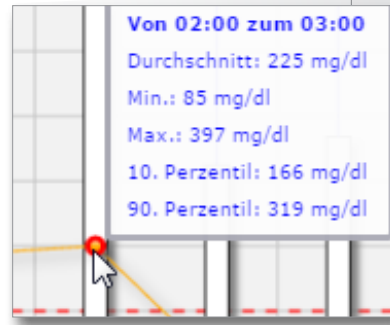 Von 02:00 zum 03:00
Durchschnitt: 225 mg/dl
Min.: 85 mg/dl
Max.: 397 mg/dl
10. Perzentil: 166 mg/dl
90. Perzentil: 319 mg/dl